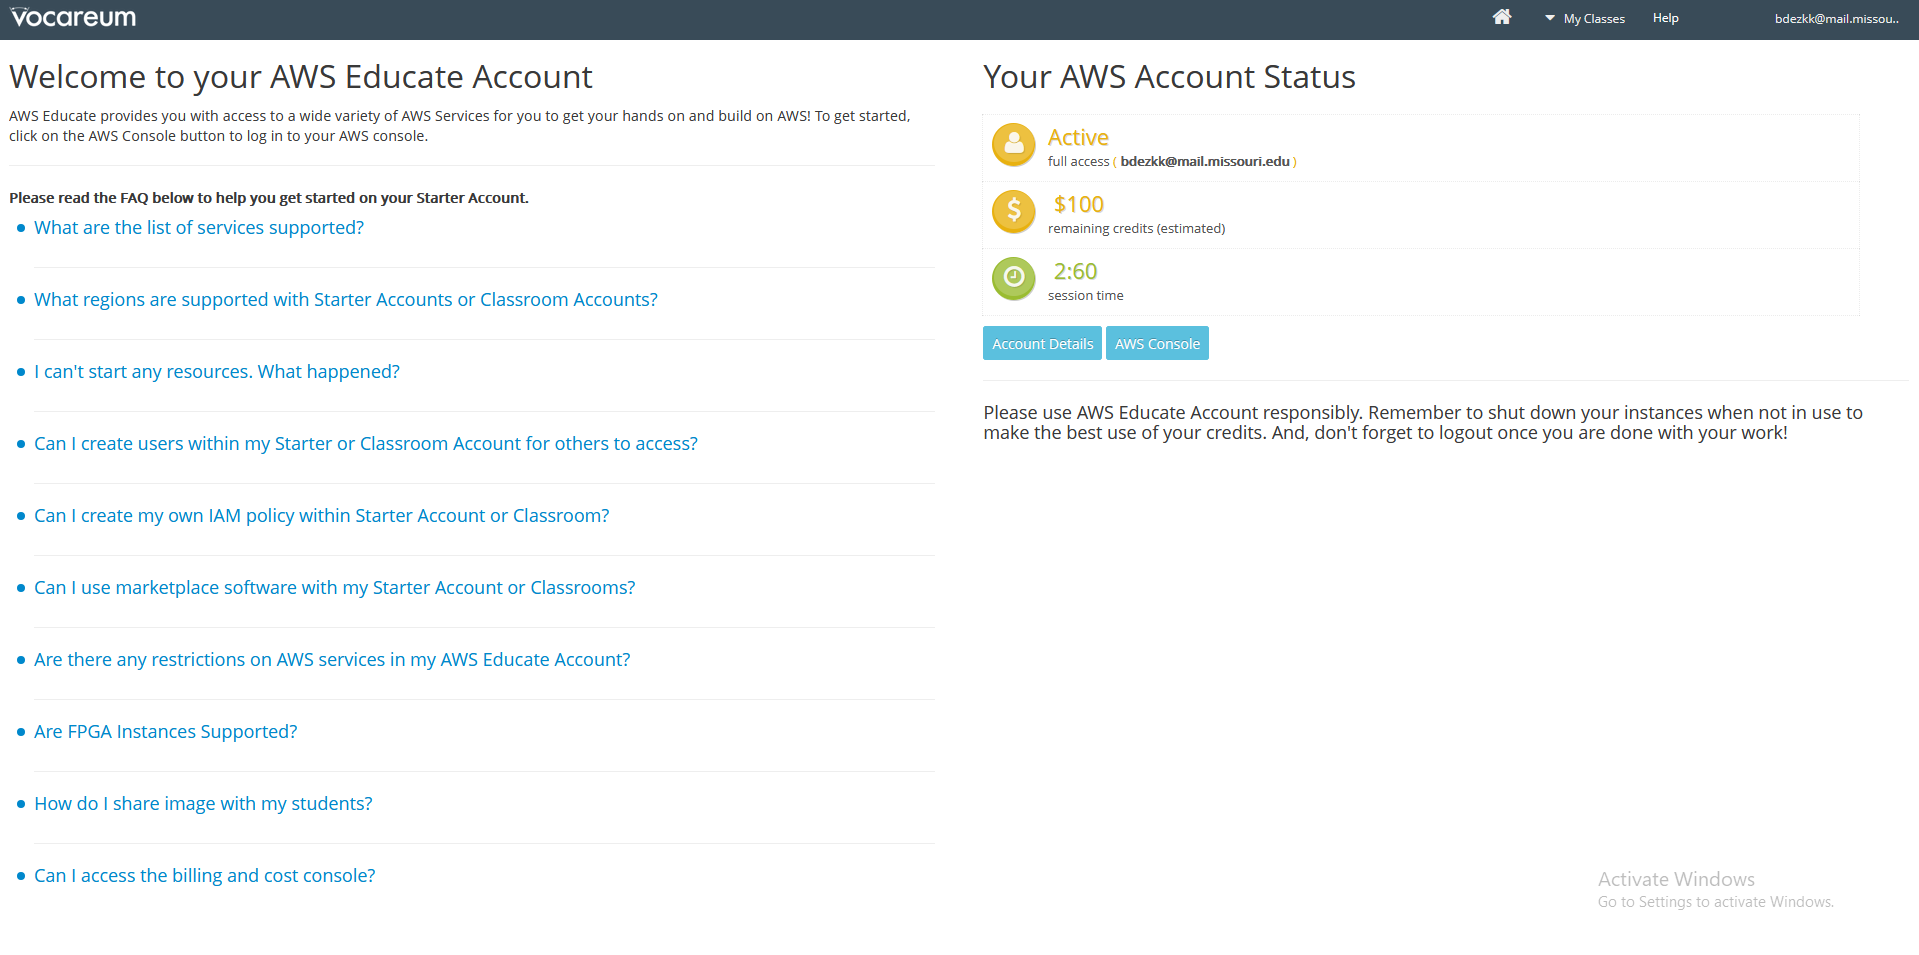 Vocareum
My Classes
Help
bdezkk@mail.missou..
Welcome to your AWS Educate Account
AWS Educate provides you with access to a wide variety of AWS Services for you to get your hands on and build on AWS! To get started,
click on the AWS Console button to log in to your AWS console.
Please read the FAQ below to help you get started on your Starter Account.
What are the list of services supported?
What regions are supported with Starter Accounts or Classroom Accounts?
I can't start any resources. What happened?
Can I create users within my Starter or Classroom Account for others to access?
Can I create my own IAM policy within Starter Account or Classroom?
Can I use marketplace software with my Starter Account or Classrooms?
Are there any restrictions on AWS services in my AWS Educate Account?
Are FPGA Instances Supported?
How do I share image with my students?
Can I access the billing and cost console?
Your AWS Account Status
Active
full access ( bdezkk@mail.missouri.edu )
$100
remaining credits (estimated)
2:60
session time
Account Details
AWS Console
Please use AWS Educate Account responsibly. Remember to shut down your instances when not in use to
make the best use of your credits. And, don't forget to logout once you are done with your work!
Activate Windows
Go to Settings to activate Windows.